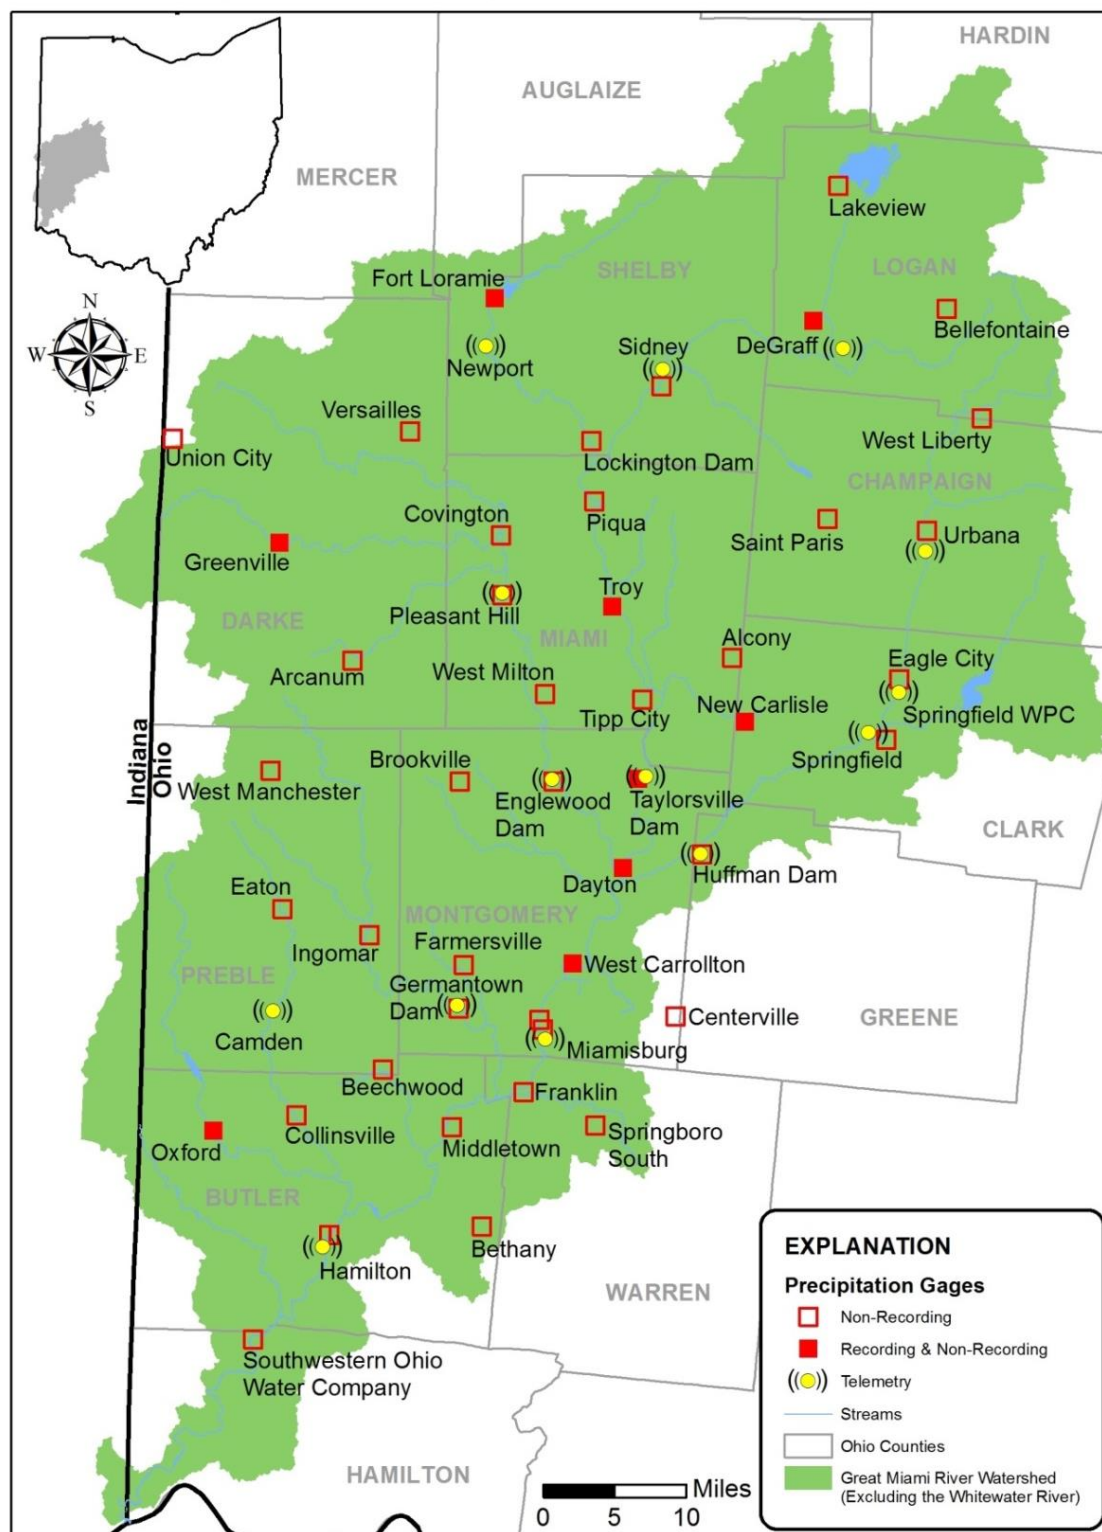 HARDIN
AUGLAIZE
MERCER
Lakeview
SHELBY
LOGAN
Fort Loramie
N
W
E
S
Newport
Sidney
DeGraff
Bellefontaine
Versailles
Union City
Lockington Dam
West Liberty
CHAMPAIGN
Covington
Piqua
Saint Paris
Urbana
Greenville
Troy
Pleasant Hill
DARKE
MIAMI
Alcony
Arcanum
West Milton
Eagle City
Tipp City
New Carlisle
Springfield WPC
Springfield
Indiana
Ohio
West Manchester
Brookville
Englewood
Dam
Taylorsville
Dam
CLARK
Huffman Dam
Dayton
Eaton
MONTGOMERY
Ingomar
Farmersville
West Carrollton
PREBLE
Germantown
Dam
Centerville
GREENE
Camden
Miamisburg
Beechwood
Franklin
Collinsville
Middletown
Springboro
South
Oxford
BUTLER
Bethany
Hamilton
WARREN
Southwestern Ohio
Water Company
HAMILTON
Miles
0 5 10
EXPLANATION
Precipitation Gages
Non-Recording
Recording & Non-Recording
Telemetry
Streams
Ohio Counties
Great Miami River Watershed
(Excluding the Whitewater River)